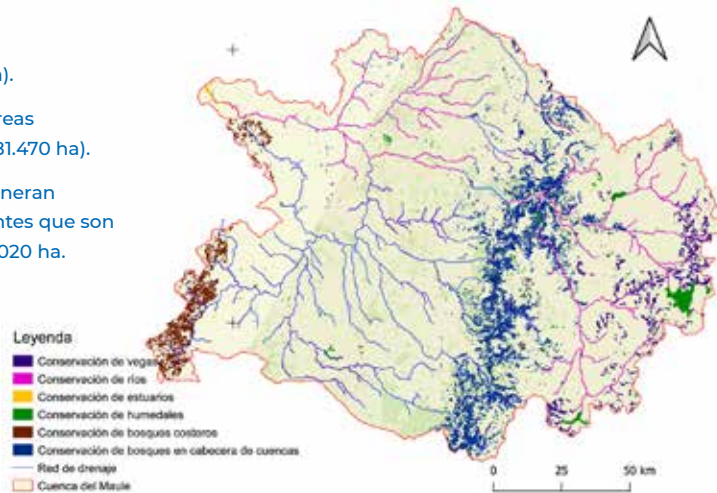 a).
reas
31.470 ha).
neran
ntes que son
020 ha.
Leyenda
Conservación de vegas
Conservación de ríos
Conservación de estuarios
Conservación de humedales
Conservación de bosques costeros
Conservación de bosques en cabecera de cuencas
Red de drenaje
Cuenca del Maule
0 25 50 km